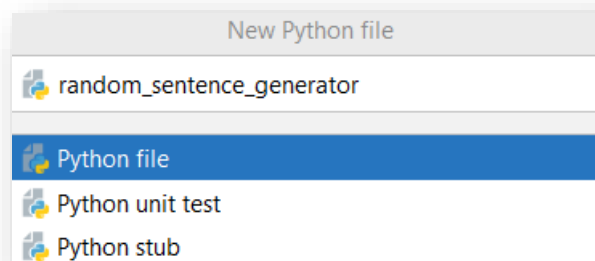 New Python file
random_sentence_generator
Python file
Python unit test
Python stub